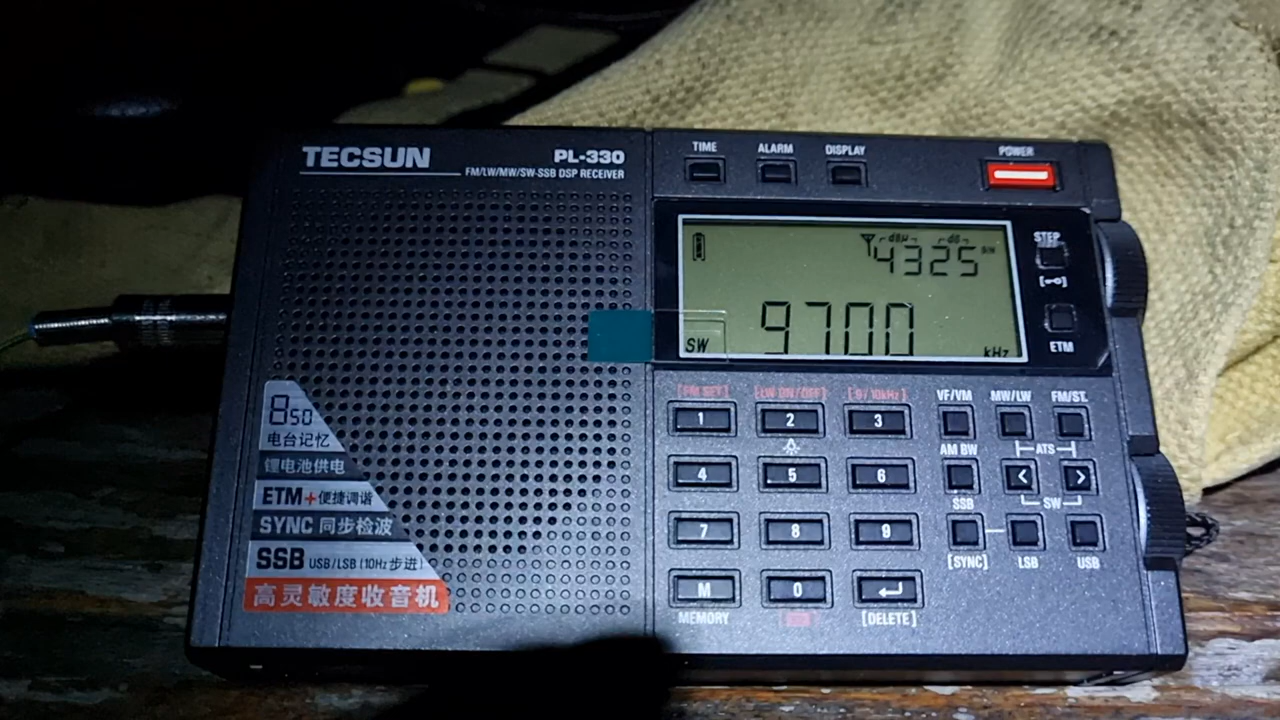 TECSUN
PL-330
FM/LW/MW/SW-SSB DSP RECEIVER
TIME
ALARM
DISPLAY
POWER
dBμ
dB
4325
S/N
SW
9700
kHz
STEP
ETM
[FM SET]
[LW ON/OFF]
[9/10kHz]
1
2
3
4
5
6
7
8
9
M
0
MEMORY
[DELETE]
VF/VM
MW/LW
FM/ST.
AM BW
ATS
SSB
SW
[SYNC]
LSB
USB
850
电台记忆
锂电池供电
ETM+便捷调谐
SYNC 同步检波
SSB USB/LSB (10Hz 步进)
高灵敏度收音机